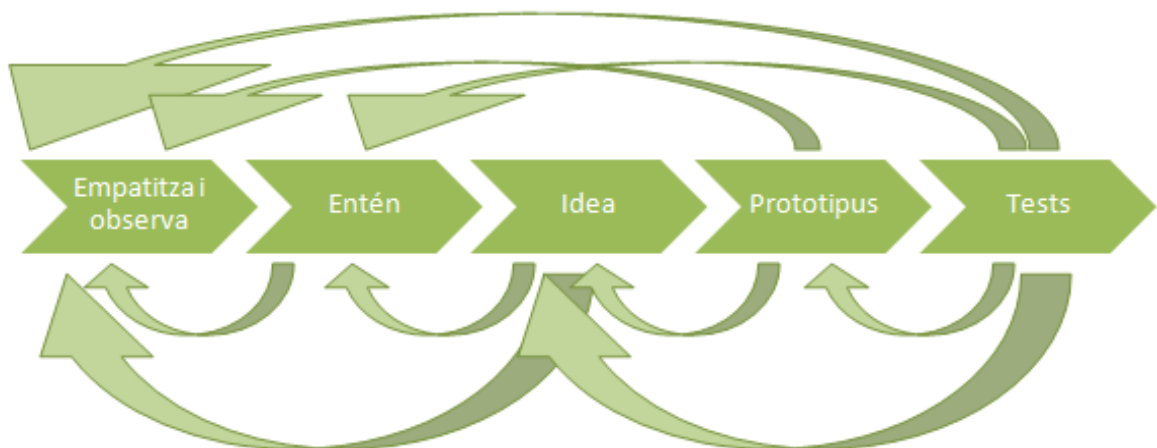 Empatitza i
observa
Entén
Idea
Prototipus
Tests